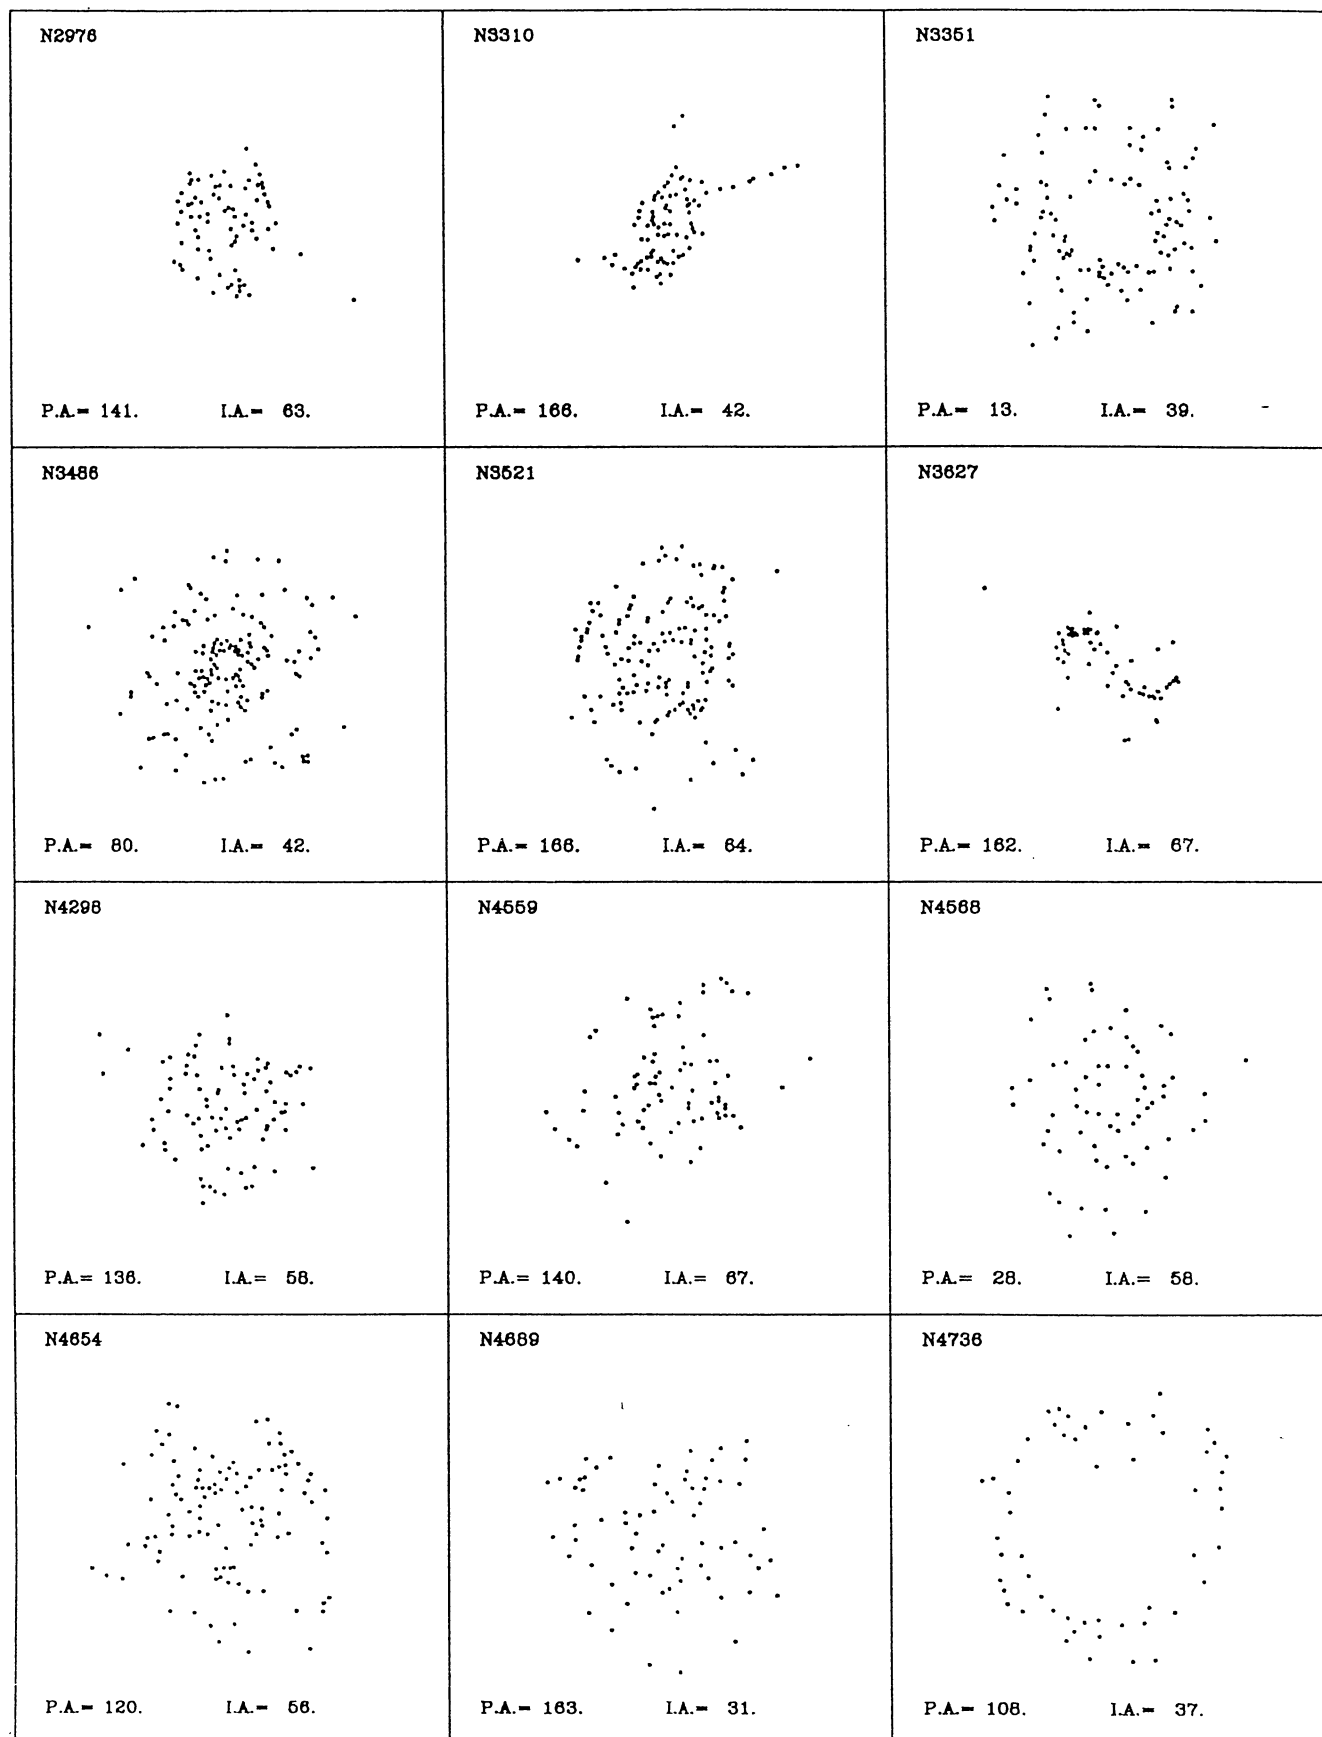 N2976 N3310 N3351
P.A.= 141. I.A.= 63. P.A.= 166. I.A.= 42. P.A.= 13. I.A.= 39.
N3486 N3521 N3627
P.A.= 80. I.A.= 42. P.A.= 166. I.A.= 64. P.A.= 162. I.A.= 67.
N4298 N4559 N4568
P.A.= 136. I.A.= 58. P.A.= 140. I.A.= 67. P.A.= 28. I.A.= 58.
N4654 N4689 N4736
P.A.= 120. I.A.= 56. P.A.= 163. I.A.= 31. P.A.= 108. I.A.= 37.